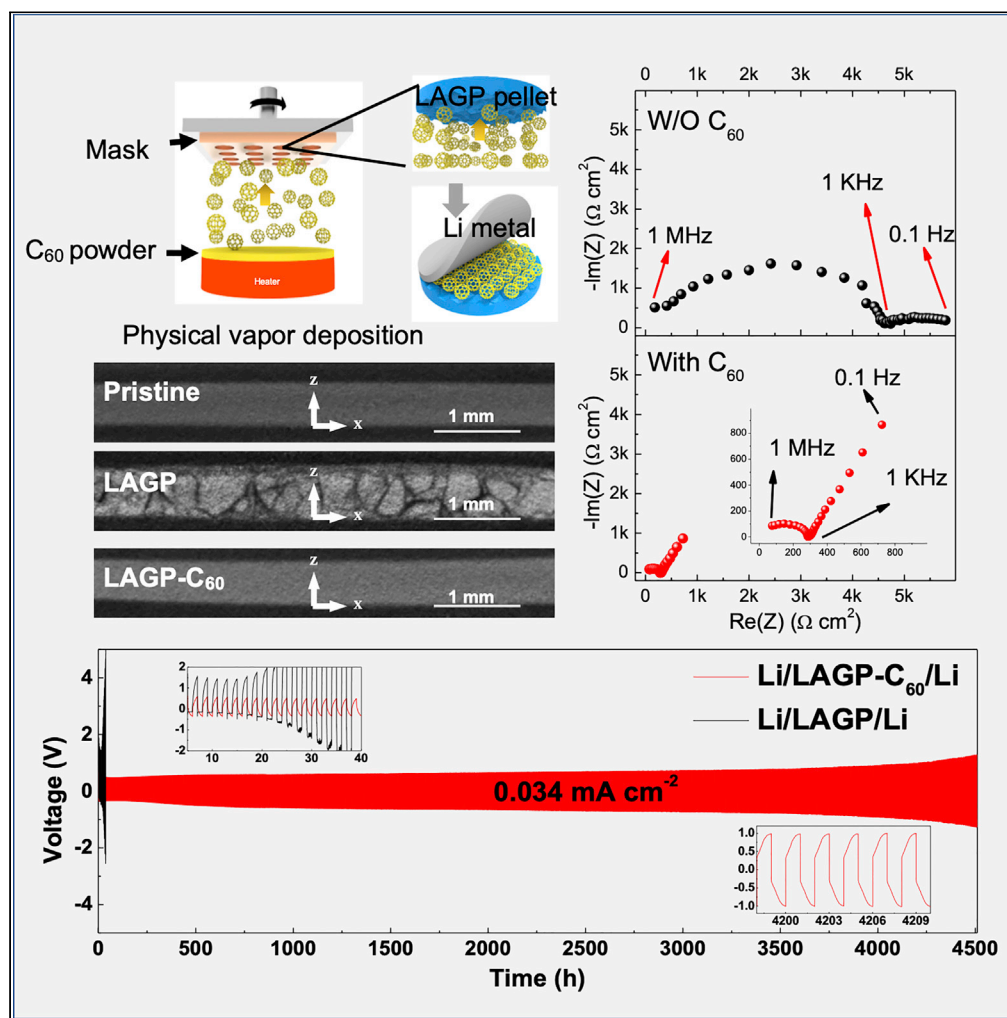 Mask
C60 powder
Heater
LAGP pellet
Li metal
Physical vapor deposition
Pristine
z
x
1 mm
LAGP
z
x
1 mm
LAGP-C60
z
x
1 mm
0 1k 2k 3k 4k 5k
W/O C60
6k
5k
4k
3k
2k
1k
0
-Im(Z) (Ω cm2)
1 MHz
1 KHz
0.1 Hz
With C60
5k
4k
3k
2k
1k
0
-Im(Z) (Ω cm2)
0.1 Hz
1 MHz
1 KHz
800
600
400
200
0
0 200 400 600 800
0 1k 2k 3k 4k 5k
Re(Z) (Ω cm2)
4
2
0
-2
-4
Voltage (V)
2
1
0
-1
-2
10 20 30 40
Li/LAGP-C60/Li
Li/LAGP/Li
0.034 mA cm-2
1.0
0.5
0.0
-0.5
-1.0
4200 4203 4206 4209
0 500 1000 1500 2000 2500 3000 3500 4000 4500
Time (h)